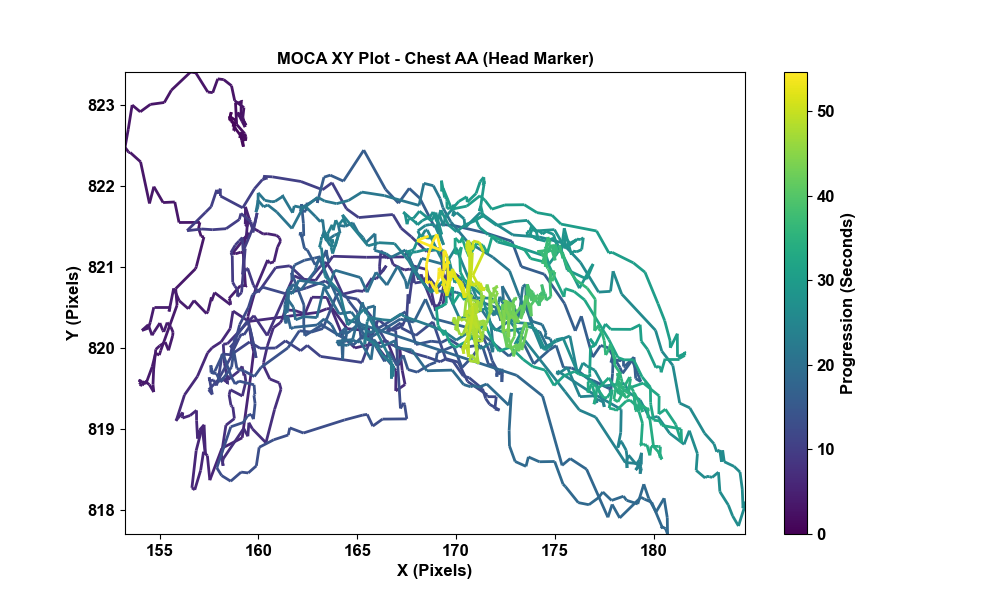 MOCA XY Plot - Chest AA (Head Marker)
823
822
821
820
819
818
Y (Pixels)
155 160 165 170 175 180
X (Pixels)
50
40
30
20
10
0
Progression (Seconds)